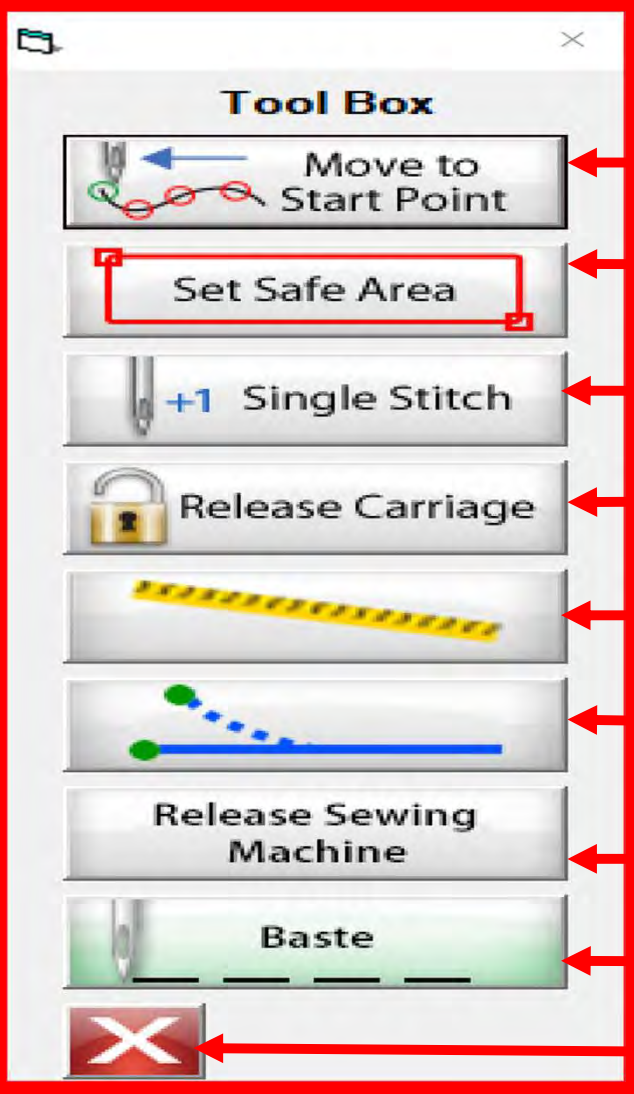 Tool Box
Move to
Start Point
Set Safe Area
+1 Single Stitch
Release Carriage
Release Sewing
Machine
Baste